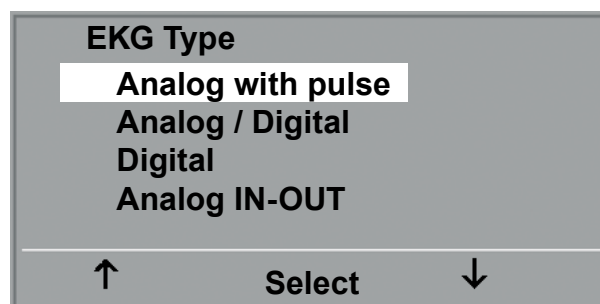 EKG Type
Analog with pulse
Analog / Digital
Digital
Analog IN-OUT
↑ Select ↓